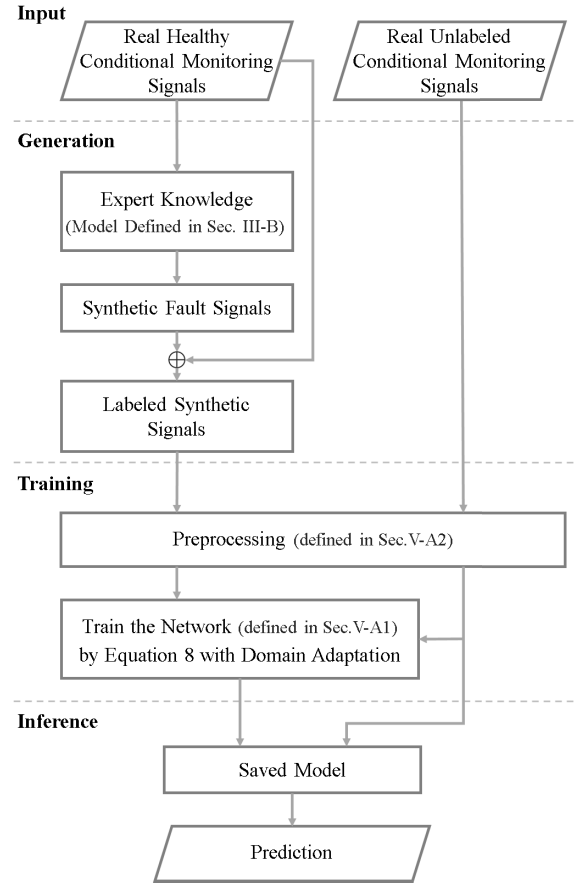 Input
Real Healthy
Conditional Monitoring
Signals
Real Unlabeled
Conditional Monitoring
Signals
Generation
Expert Knowledge
(Model Defined in Sec. III-B)
Synthetic Fault Signals
Labeled Synthetic
Signals
Training
Preprocessing (defined in Sec.V-A2)
Train the Network (defined in Sec.V-A1)
by Equation 8 with Domain Adaptation
Inference
Saved Model
Prediction